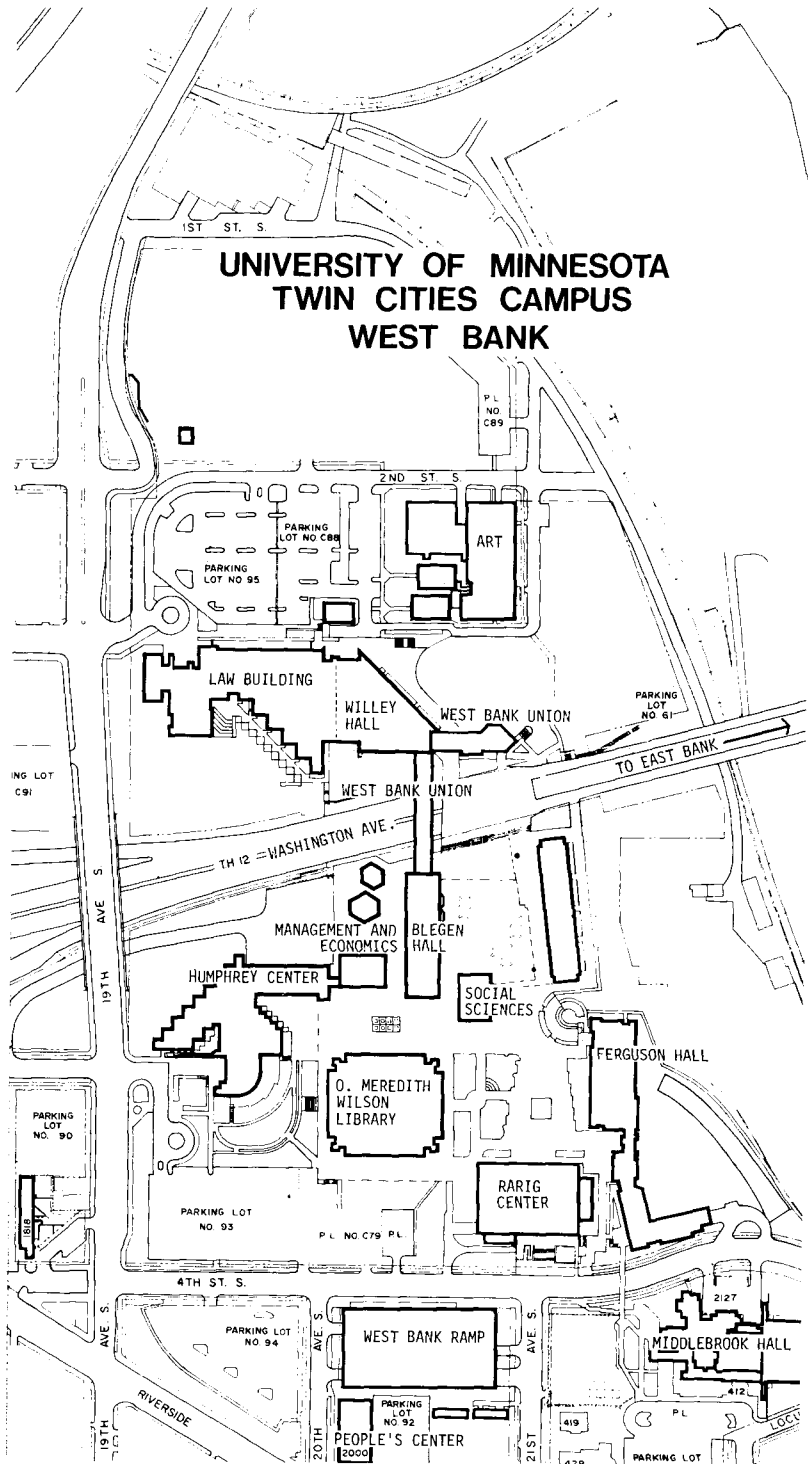 1ST ST. S.
UNIVERSITY OF MINNESOTA
TWIN CITIES CAMPUS
WEST BANK
P L
NO.
C89
2ND ST. S.
PARKING
LOT NO. C88
PARKING
LOT NO 95
ART
LAW BUILDING
WILLEY
HALL
WEST BANK UNION
PARKING
LOT
NO. 61
TO EAST BANK
ING LOT
C91
WEST BANK UNION
TH 12 = WASHINGTON AVE.
19TH AVE S.
MANAGEMENT AND
ECONOMICS
BLEGEN
HALL
HUMPHREY CENTER
SOCIAL
SCIENCES
FERGUSON HALL
O. MEREDITH
WILSON
LIBRARY
PARKING
LOT
NO. 90
1818
RARIG
CENTER
PARKING LOT
NO. 93
P L NO. C79 P L.
4TH ST. S.
2127
19TH AVE S.
PARKING LOT
NO. 94
20TH AVE S.
WEST BANK RAMP
21ST AVE S.
MIDDLEBROOK HALL
412
RIVERSIDE
PARKING
LOT
NO. 92
PEOPLE'S CENTER
2000
419
P L
LOCU
PARKING LOT